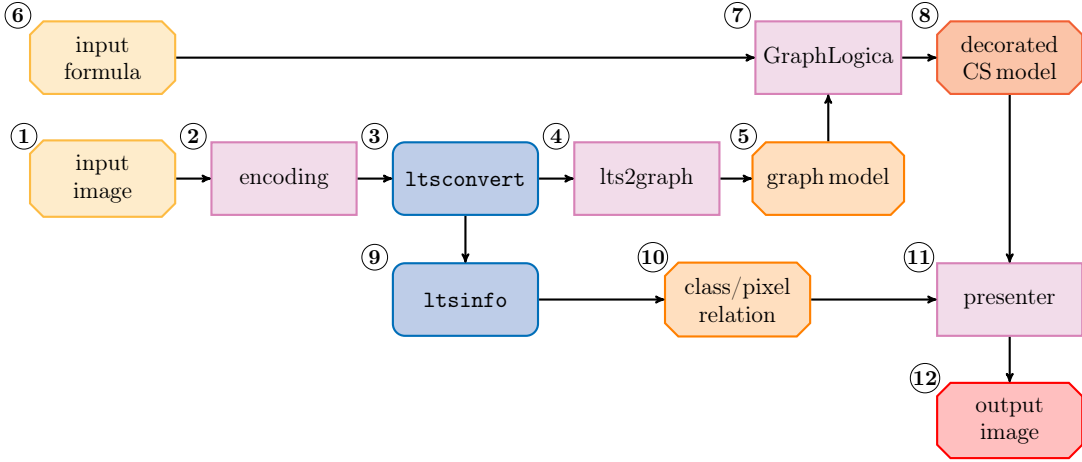 6
input
formula
7
GraphLogica
8
decorated
CS model
1
input
image
2
encoding
3
ltsconvert
4
lts2graph
5
graph model
9
ltsinfo
10
class/pixel
relation
11
presenter
12
output
image